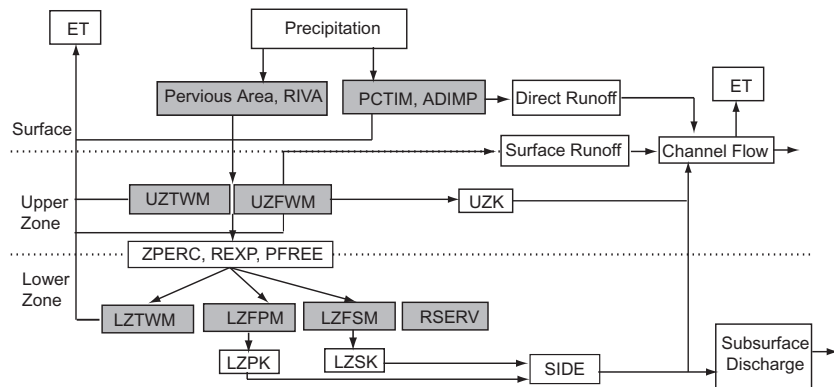 ET
Precipitation
Pervious Area, RIVA
PCTIM, ADIMP
Direct Runoff
ET
Surface
Surface Runoff
Channel Flow
Upper
Zone
UZTWM
UZFWM
UZK
ZPERC, REXP, PFREE
Lower
Zone
LZTWM
LZFPM
LZFSM
RSERV
LZPK
LZSK
SIDE
Subsurface
Discharge